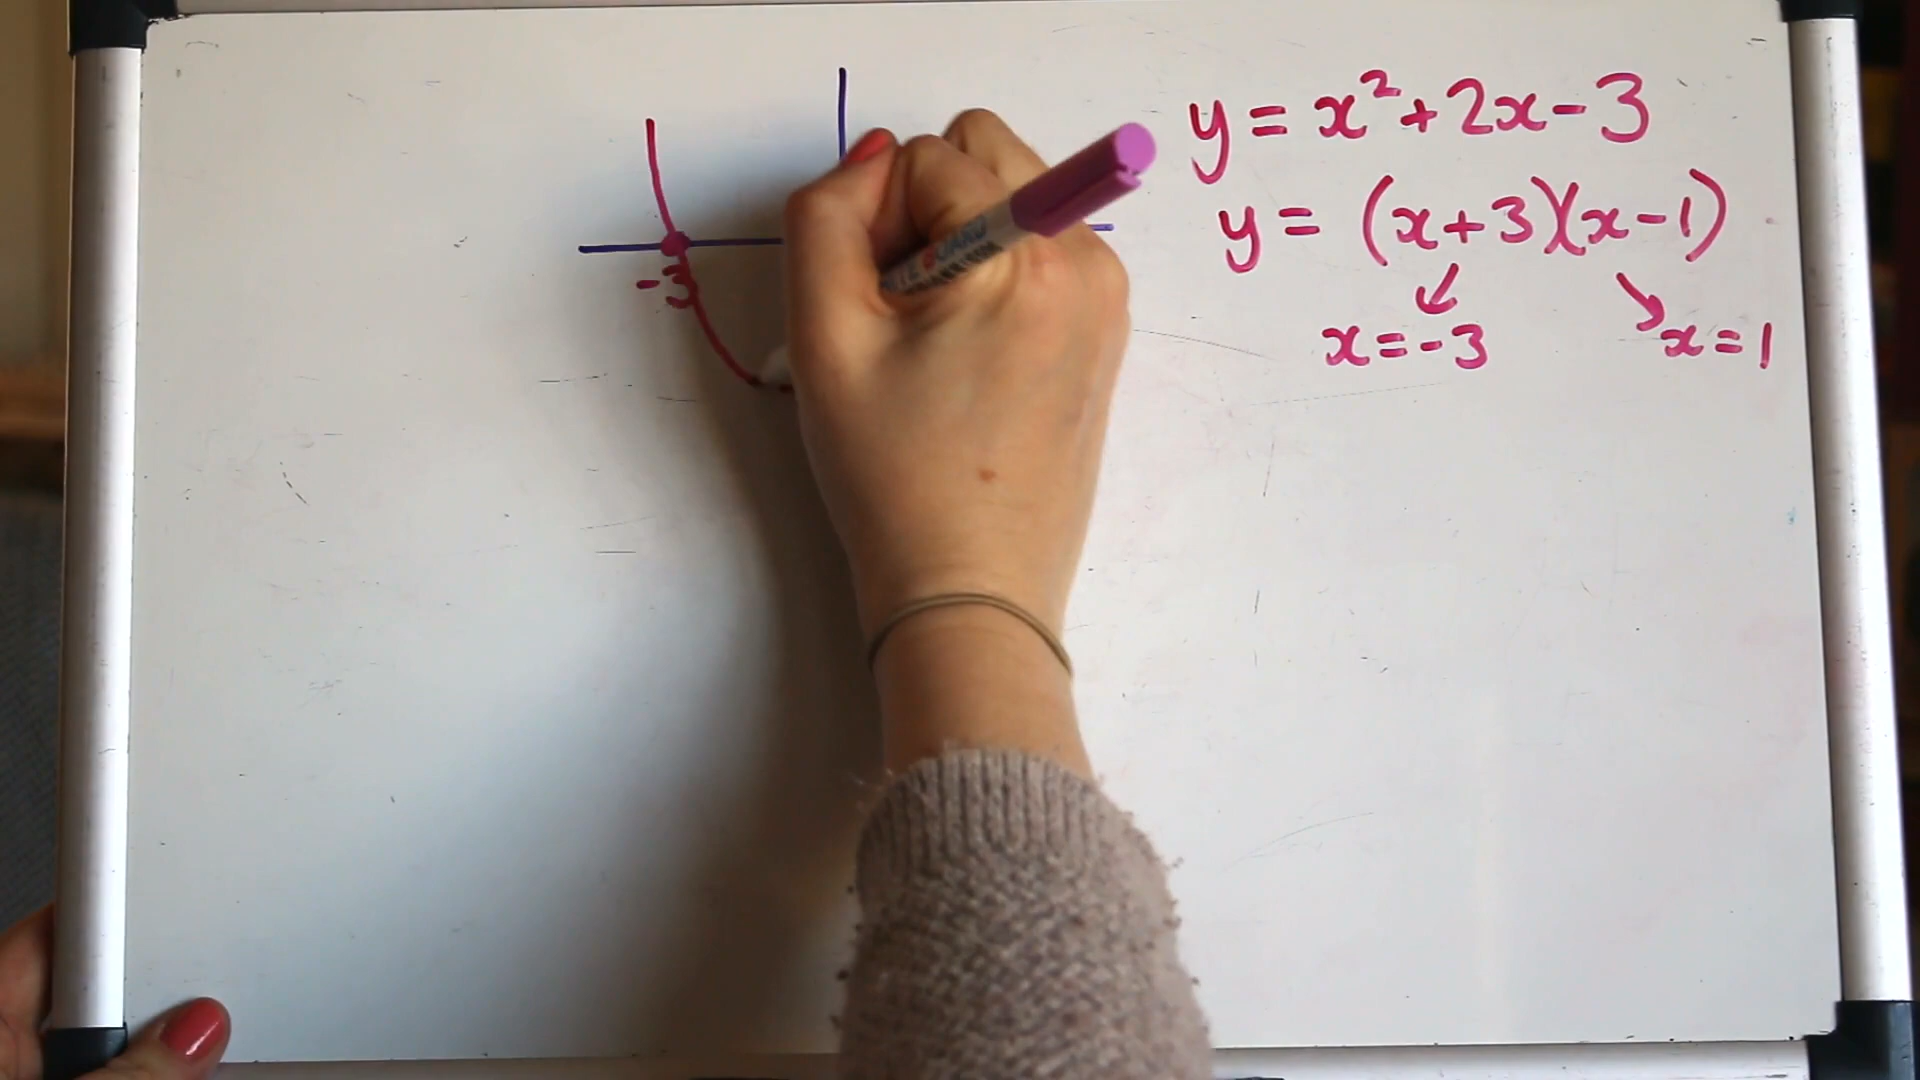 y = x² + 2x - 3
y = (x + 3)(x - 1)
x = -3 x = 1
-3